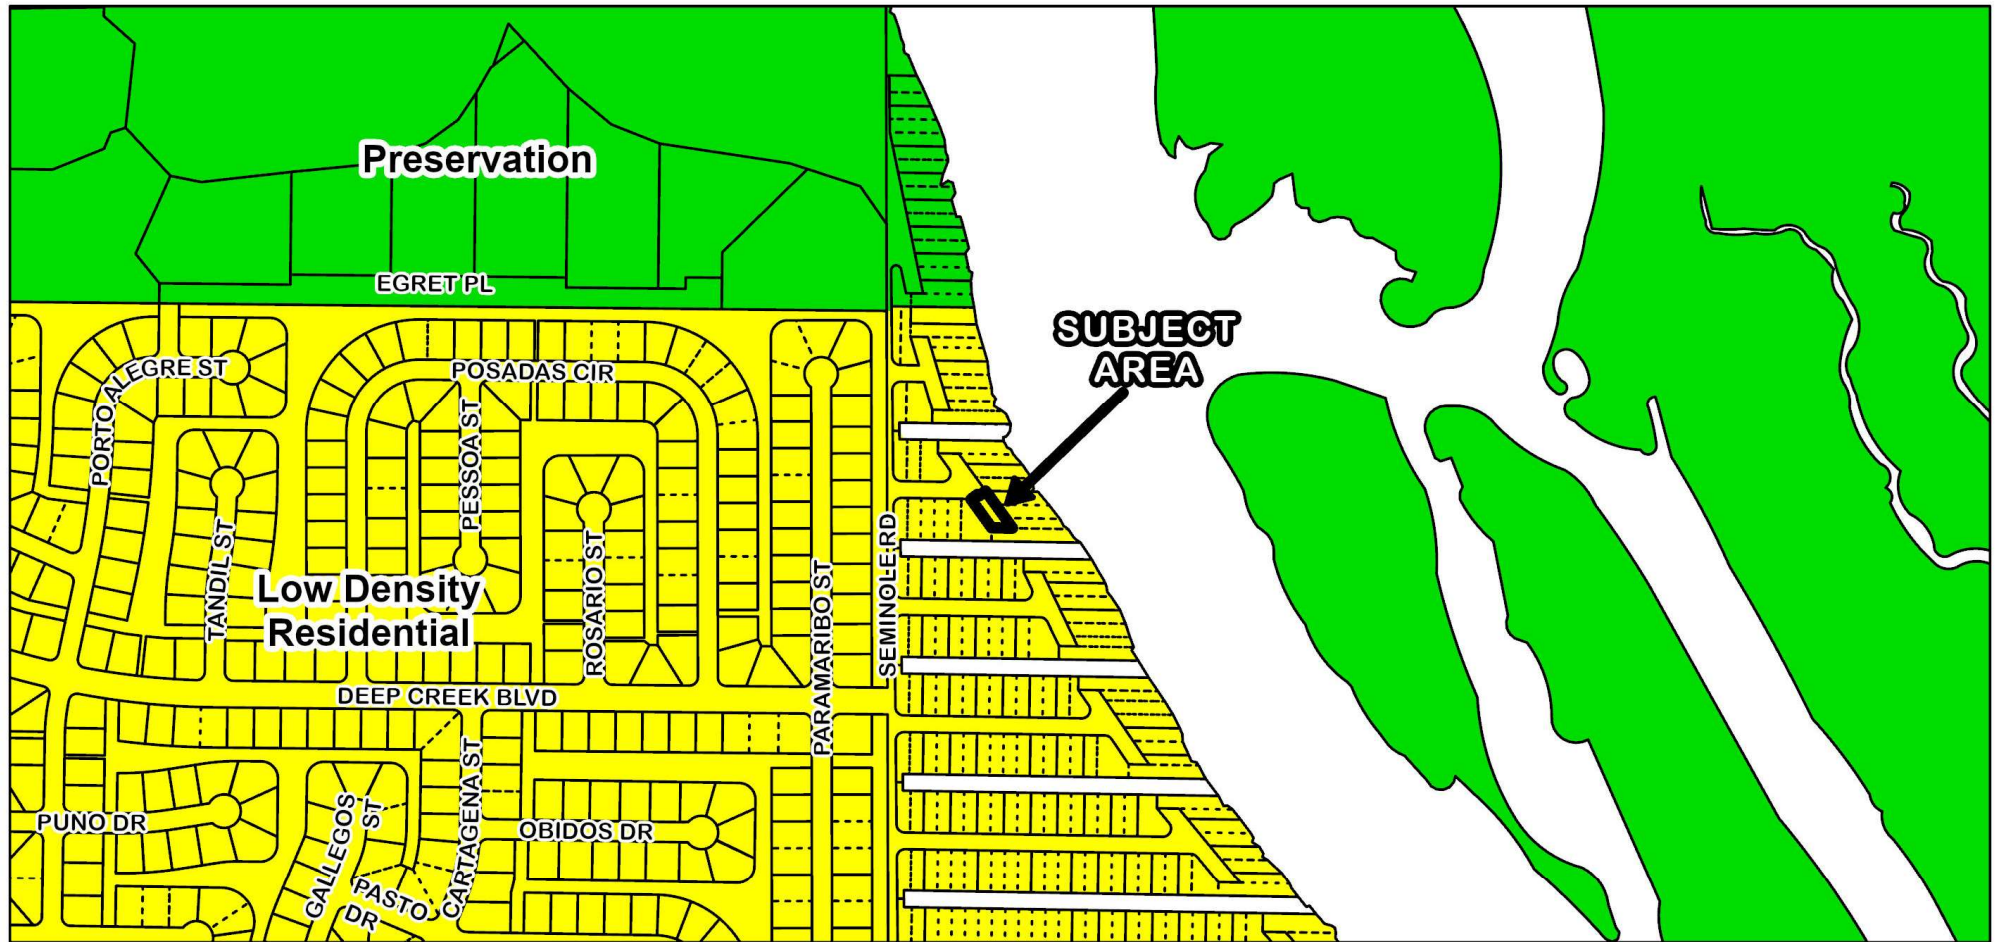 Preservation
EGRET PL
SUBJECT
AREA
PORTO ALEGRE ST
POSADAS CIR
PESSOA ST
TANDIL ST
ROSARIO ST
PARAMARIBO ST
SEMINOLE RD
Low Density
Residential
DEEP CREEK BLVD
CARTAGENA ST
PUNO DR
GALLEGOS
ST
OBIDOS DR
PASTO
DR